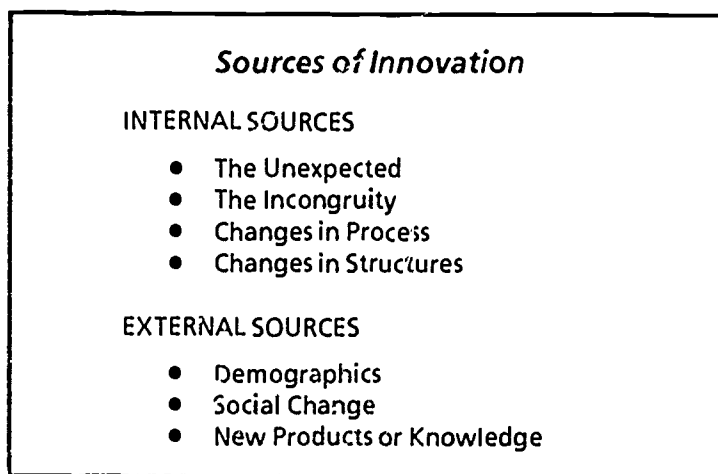 Sources of Innovation
INTERNAL SOURCES
● The Unexpected
● The Incongruity
● Changes in Process
● Changes in Structures
EXTERNAL SOURCES
● Demographics
● Social Change
● New Products or Knowledge